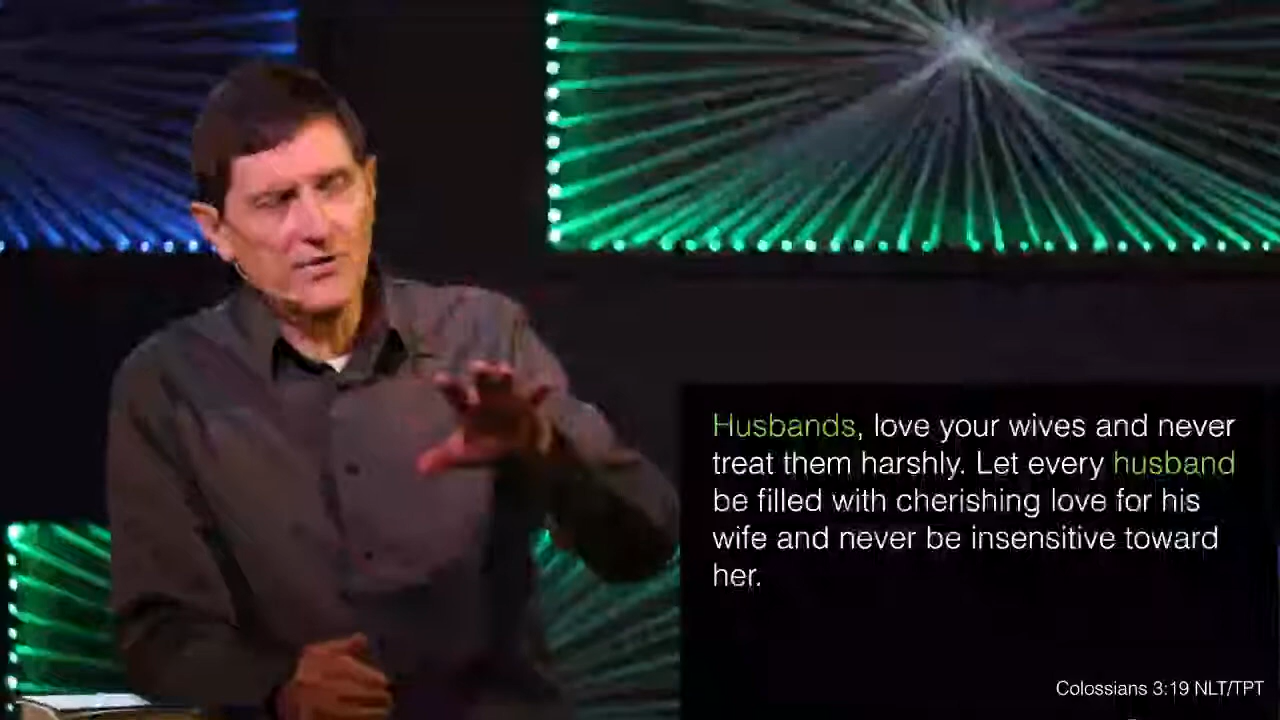 Husbands, love your wives and never
treat them harshly. Let every husband
be filled with cherishing love for his
wife and never be insensitive toward
her.
Colossians 3:19 NLT/TPT